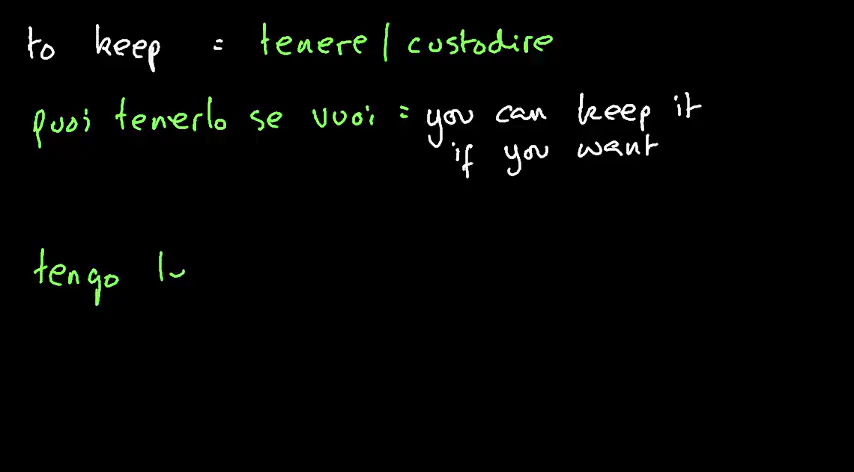 to keep = tenere / custodire
puoi tenerlo se vuoi = you can keep it
if you want
tengo